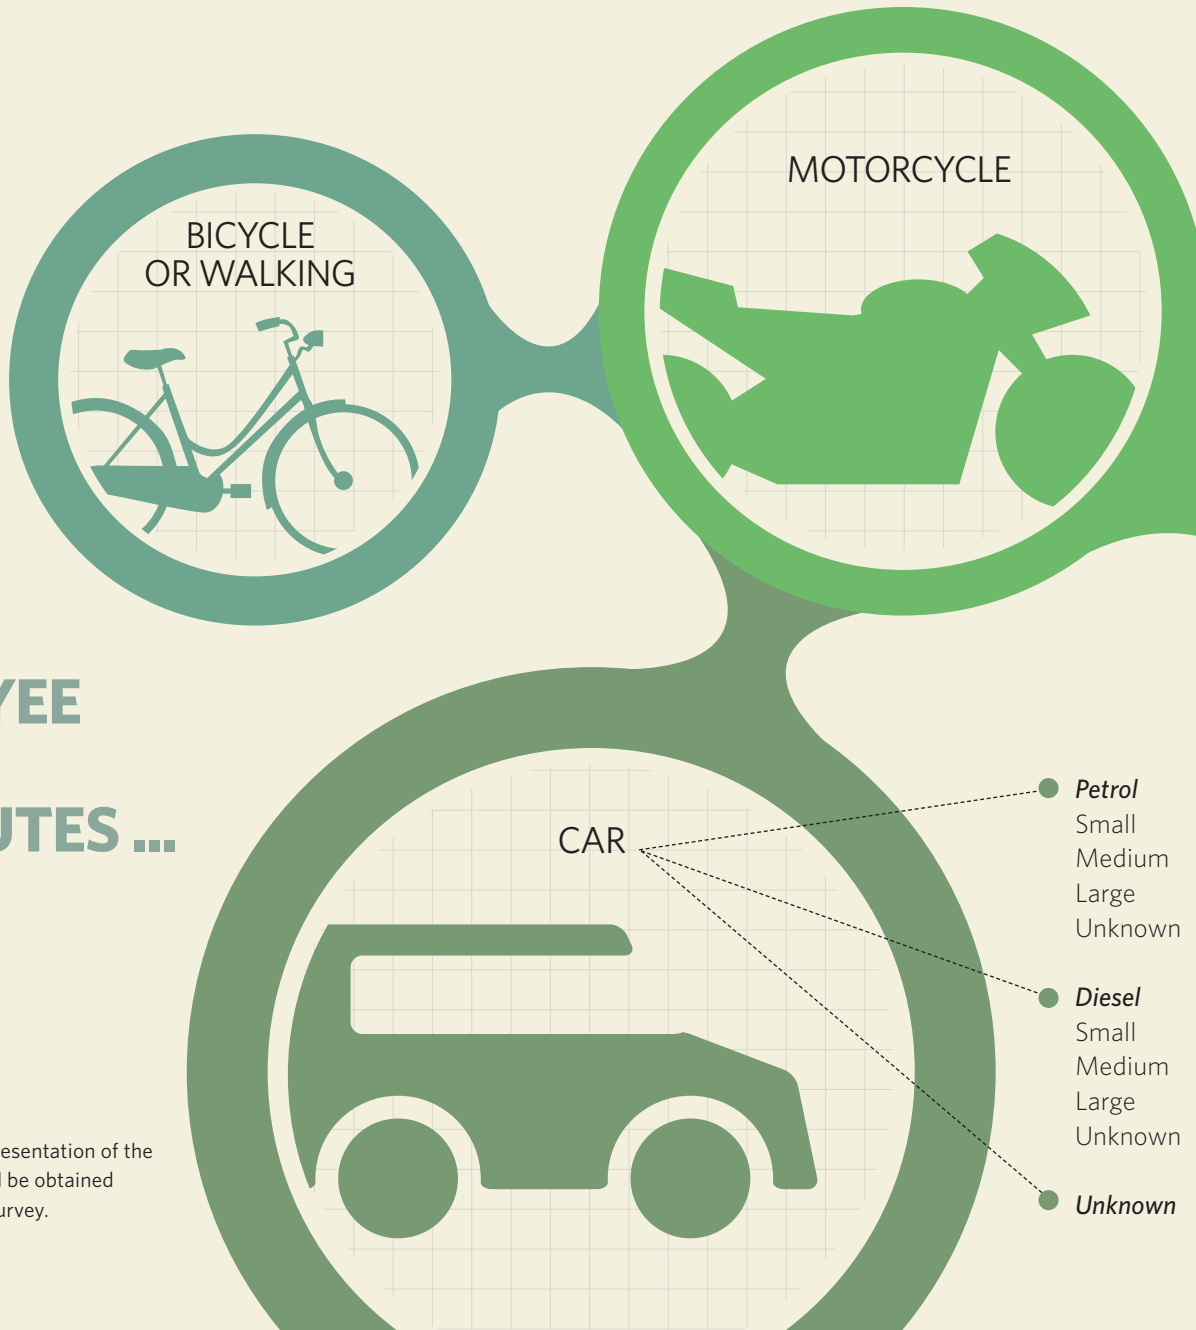 MOTORCYCLE
BICYCLE
OR WALKING
YEE
UTES ...
CAR
Petrol
Small
Medium
Large
Unknown
Diesel
Small
Medium
Large
Unknown
Unknown
esentation of the
be obtained
urvey.